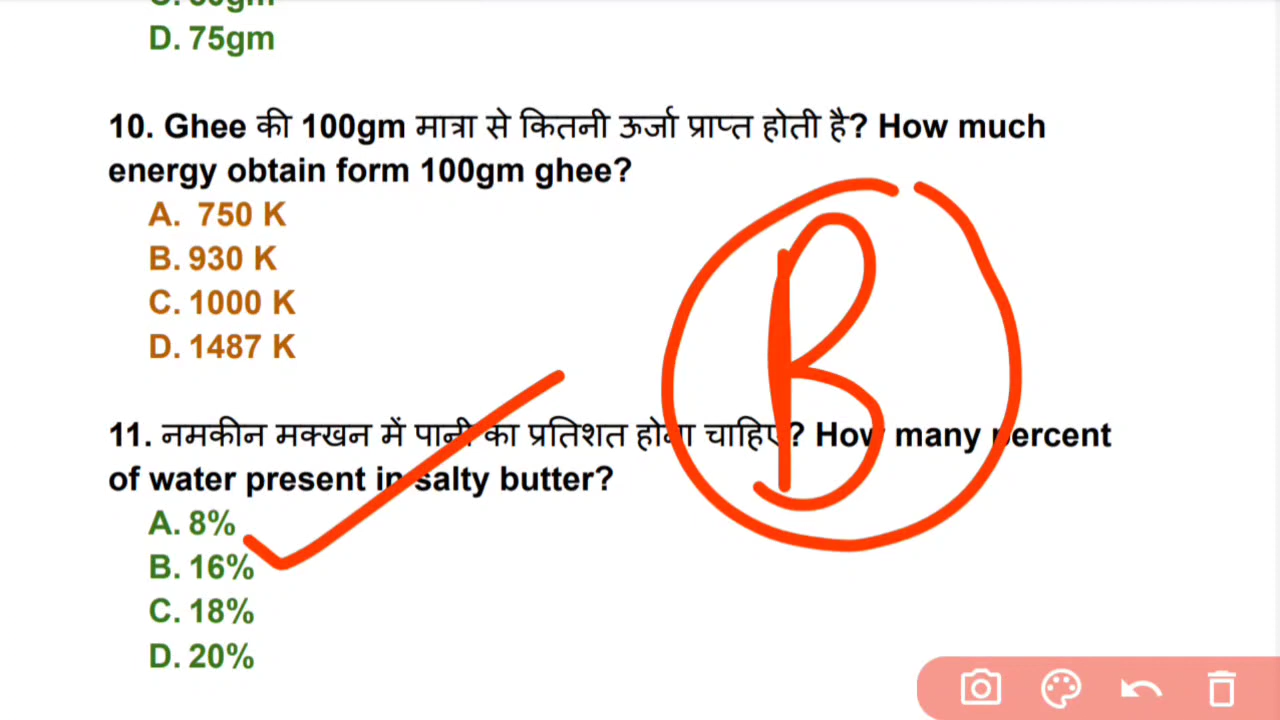 D. 75gm
10. Ghee की 100gm मात्रा से कितनी ऊर्जा प्राप्त होती है? How much
energy obtain form 100gm ghee?
A. 750 K
B. 930 K
C. 1000 K
D. 1487 K
B
11. नमकीन मक्खन में पानी का प्रतिशत होना चाहिए? How many percent
of water present in salty butter?
A. 8%
B. 16%
C. 18%
D. 20%